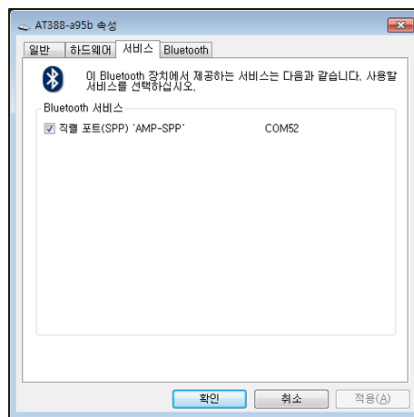 AT388-a95b 속성
일반 하드웨어 서비스 Bluetooth
이 Bluetooth 장치에서 제공하는 서비스는 다음과 같습니다. 사용할
서비스를 선택하십시오.
Bluetooth 서비스
직렬 포트(SPP) 'AMP-SPP' COM52
확인 취소 적용(A)